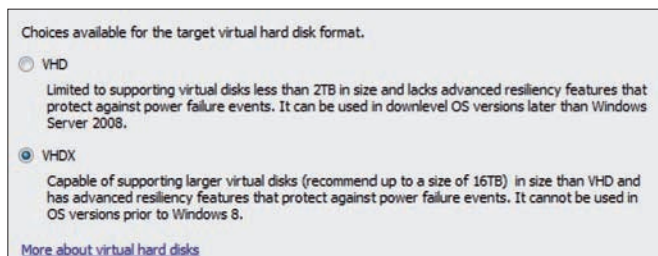 Choices available for the target virtual hard disk format.
VHD
Limited to supporting virtual disks less than 2TB in size and lacks advanced resiliency features that
protect against power failure events. It can be used in downlevel OS versions later than Windows
Server 2008.
VHDX
Capable of supporting larger virtual disks (recommend up to a size of 16TB) in size than VHD and
has advanced resiliency features that protect against power failure events. It cannot be used in
OS versions prior to Windows 8.
More about virtual hard disks